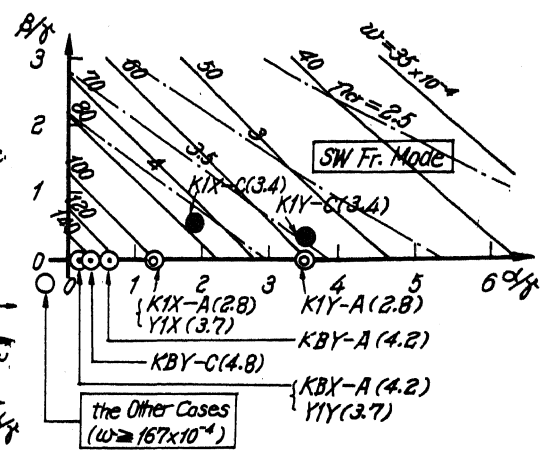 β/γ
3
2
1
0
70
60
50
40
w=35×10⁻⁴
80
100
120
140
4
3.5
3
ncr=2.5
SW Fr. Mode
K1X-C(3.4)
K1Y-C(3.4)
0 1 2 3 4 5 6 α/γ
K1X-A(2.8)
Y1X(3.7)
K1Y-A(2.8)
KBY-A(4.2)
KBY-C(4.8)
KBX-A(4.2)
Y1Y(3.7)
the Other Cases
(w≧167×10⁻⁴)